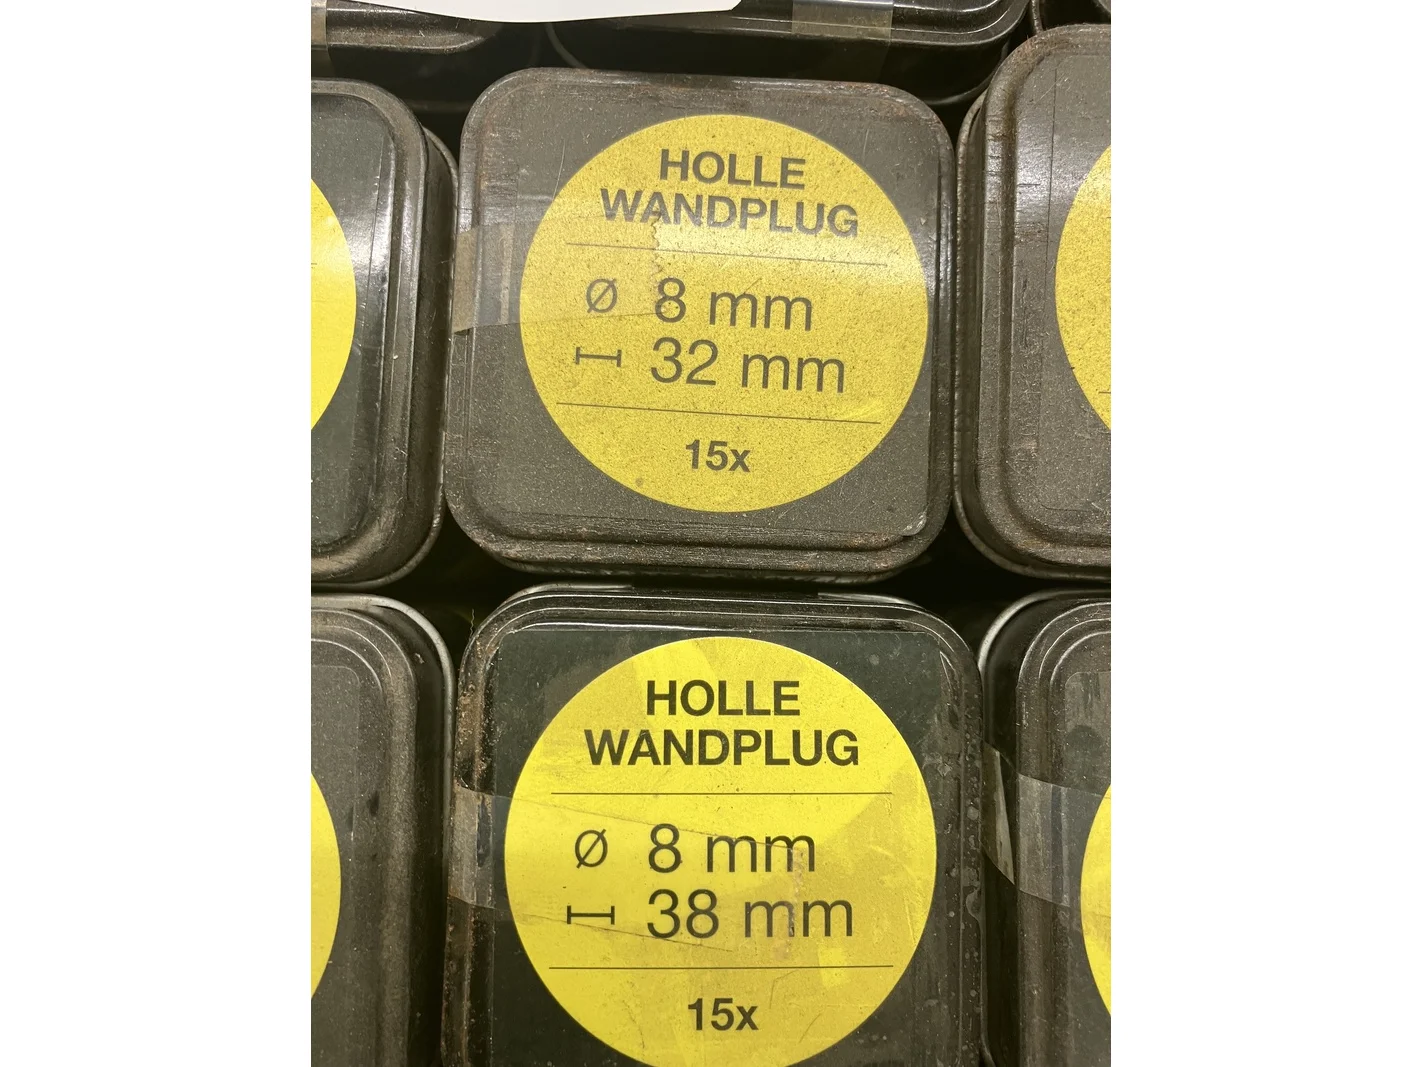 HOLLE
WANDPLUG
Ø 8 mm
32 mm
15x
HOLLE
WANDPLUG
Ø 8 mm
38 mm
15x